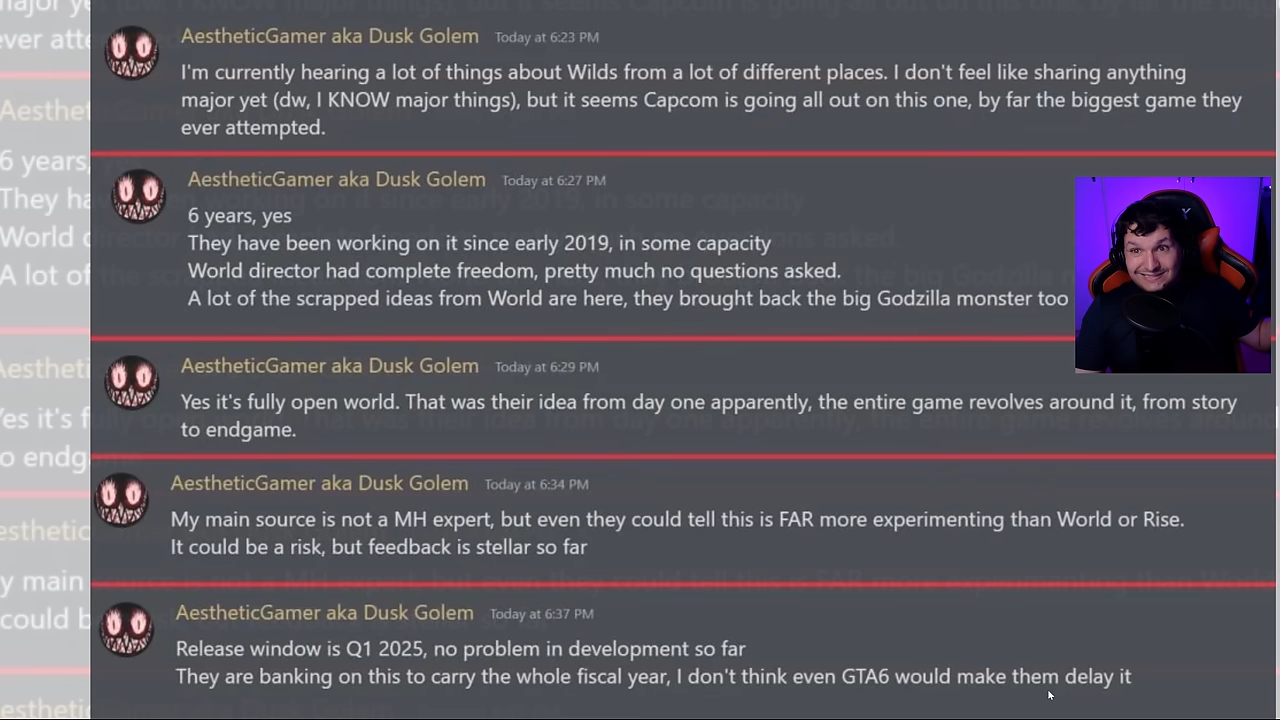 AestheticGamer aka Dusk Golem Today at 6:23 PM
I'm currently hearing a lot of things about Wilds from a lot of different places. I don't feel like sharing anything
major yet (dw, I KNOW major things), but it seems Capcom is going all out on this one, by far the biggest game they
ever attempted.
AestheticGamer aka Dusk Golem Today at 6:27 PM
6 years, yes
They have been working on it since early 2019, in some capacity
World director had complete freedom, pretty much no questions asked.
A lot of the scrapped ideas from World are here, they brought back the big Godzilla monster too
AestheticGamer aka Dusk Golem Today at 6:29 PM
Yes it's fully open world. That was their idea from day one apparently, the entire game revolves around it, from story
to endgame.
AestheticGamer aka Dusk Golem Today at 6:34 PM
My main source is not a MH expert, but even they could tell this is FAR more experimenting than World or Rise.
It could be a risk, but feedback is stellar so far
AestheticGamer aka Dusk Golem Today at 6:37 PM
Release window is Q1 2025, no problem in development so far
They are banking on this to carry the whole fiscal year, I don't think even GTA6 would make them delay it